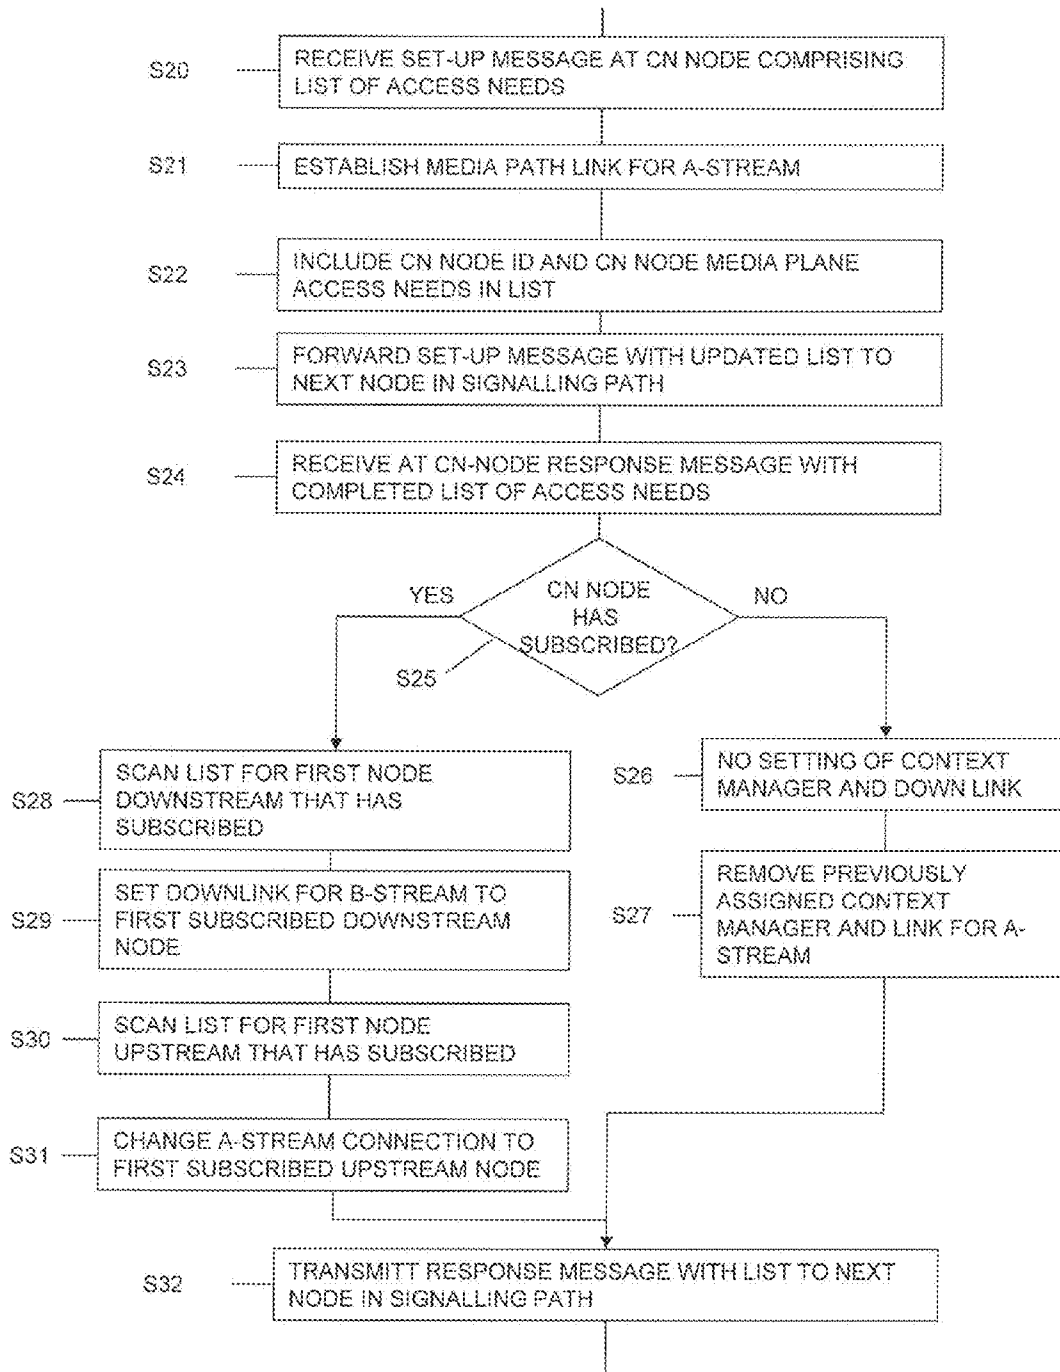 S20
RECEIVE SET-UP MESSAGE AT CN NODE COMPRISING
LIST OF ACCESS NEEDS
S21
ESTABLISH MEDIA PATH LINK FOR A-STREAM
S22
INCLUDE CN NODE ID AND CN NODE MEDIA PLANE
ACCESS NEEDS IN LIST
S23
FORWARD SET-UP MESSAGE WITH UPDATED LIST TO
NEXT NODE IN SIGNALLING PATH
S24
RECEIVE AT CN-NODE RESPONSE MESSAGE WITH
COMPLETED LIST OF ACCESS NEEDS
YES
CN NODE
HAS
SUBSCRIBED?
NO
S25
S28
SCAN LIST FOR FIRST NODE
DOWNSTREAM THAT HAS
SUBSCRIBED
S26
NO SETTING OF CONTEXT
MANAGER AND DOWN LINK
S29
SET DOWNLINK FOR B-STREAM TO
FIRST SUBSCRIBED DOWNSTREAM
NODE
S27
REMOVE PREVIOUSLY
ASSIGNED CONTEXT
MANAGER AND LINK FOR A-
STREAM
S30
SCAN LIST FOR FIRST NODE
UPSTREAM THAT HAS SUBSCRIBED
S31
CHANGE A-STREAM CONNECTION TO
FIRST SUBSCRIBED UPSTREAM NODE
S32
TRANSMITT RESPONSE MESSAGE WITH LIST TO NEXT
NODE IN SIGNALLING PATH